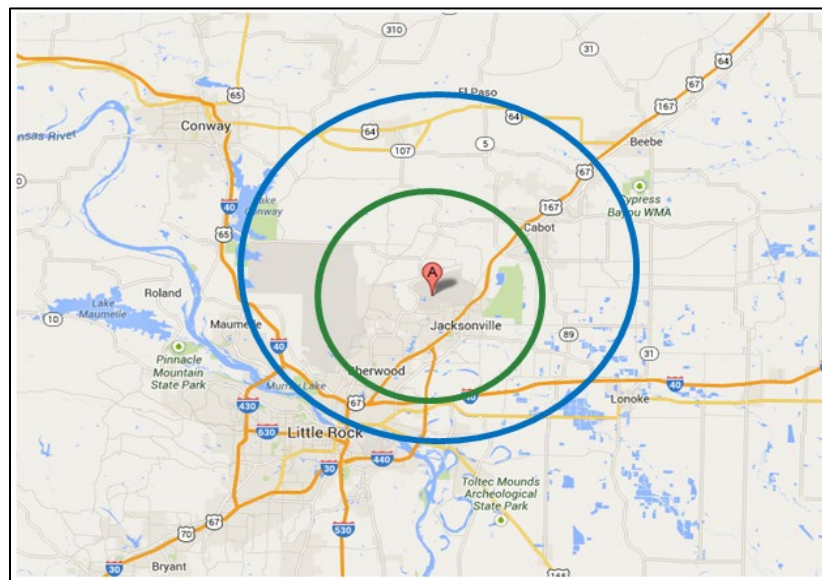 310
31
64
67
167
65
El Paso
64
Conway
64
5
Beebe
107
67
Kansas River
Cypress
Bayou WMA
40
Lake
Conway
167
Cabot
65
A
Roland
Lake
Maumelle
10
Maumelle
Jacksonville
89
40
31
Pinnacle
Mountain
State Park
Sherwood
Murray Lake
40
40
67
Lonoke
430
630
Little Rock
440
30
Toltec Mounds
Archeological
State Park
67
70
530
Bryant
30
165